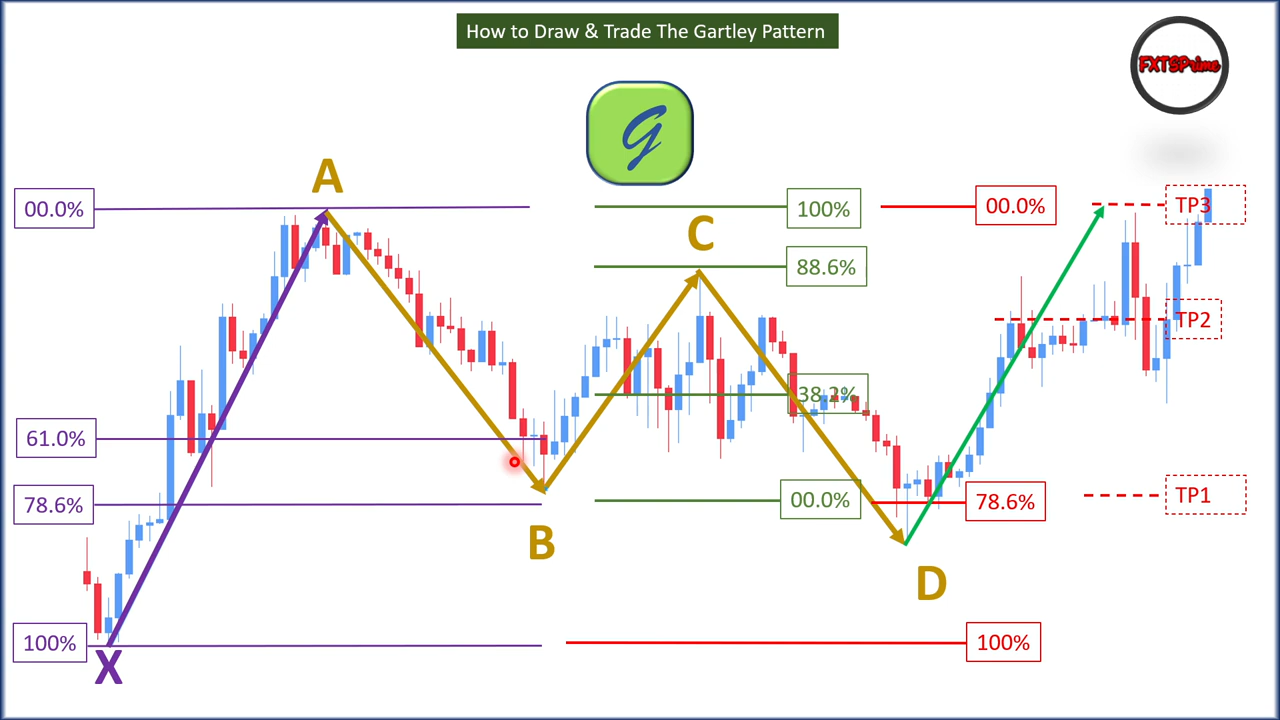 How to Draw & Trade The Gartley Pattern
FXTSPrime
G
A
00.0%
100%
00.0%
TP3
C
88.6%
TP2
38.2%
61.0%
78.6%
00.0%
78.6%
TP1
B
D
100%
100%
X